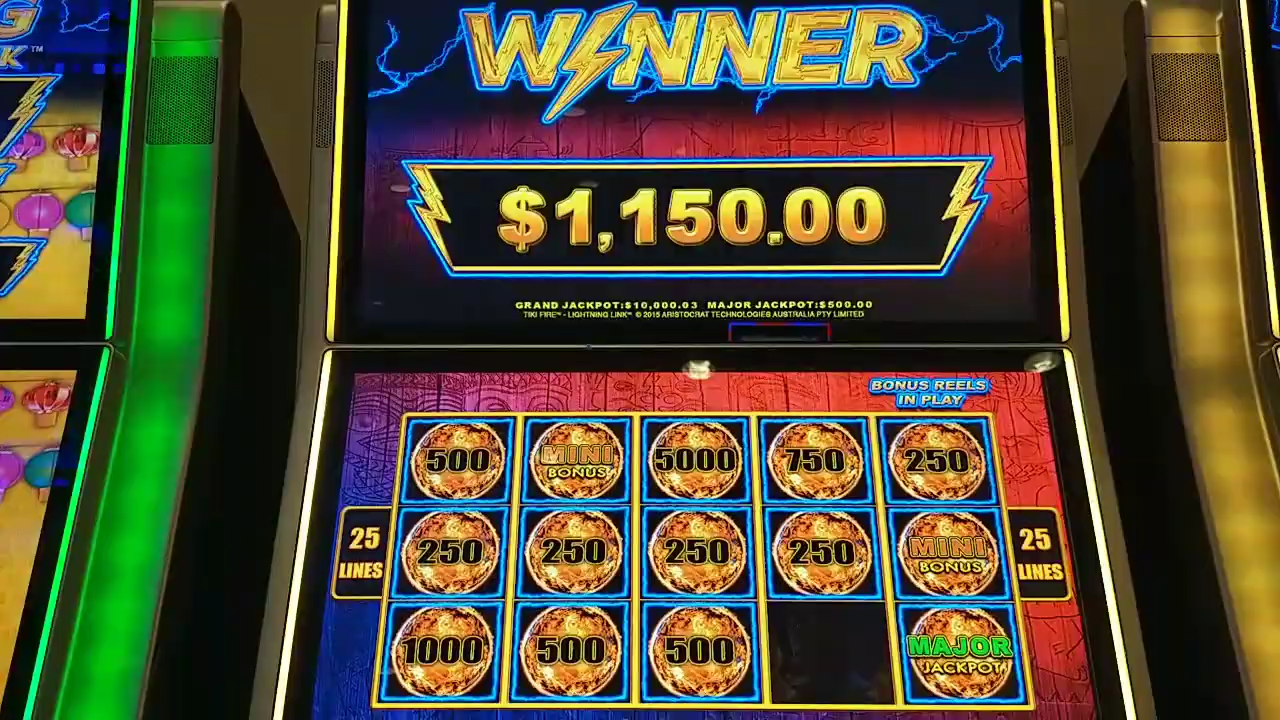 G
K™
WINNER
$1,150.00
GRAND JACKPOT:$10,000.03 MAJOR JACKPOT:$500.00
TIKI FIRE™ - LIGHTNING LINK™ © 2015 ARISTOCRAT TECHNOLOGIES AUSTRALIA PTY LIMITED
BONUS REELS
IN PLAY
500 MINI BONUS 5000 750 250
25 LINES 250 250 250 250 MINI BONUS 25 LINES
1000 500 500 MAJOR JACKPOT